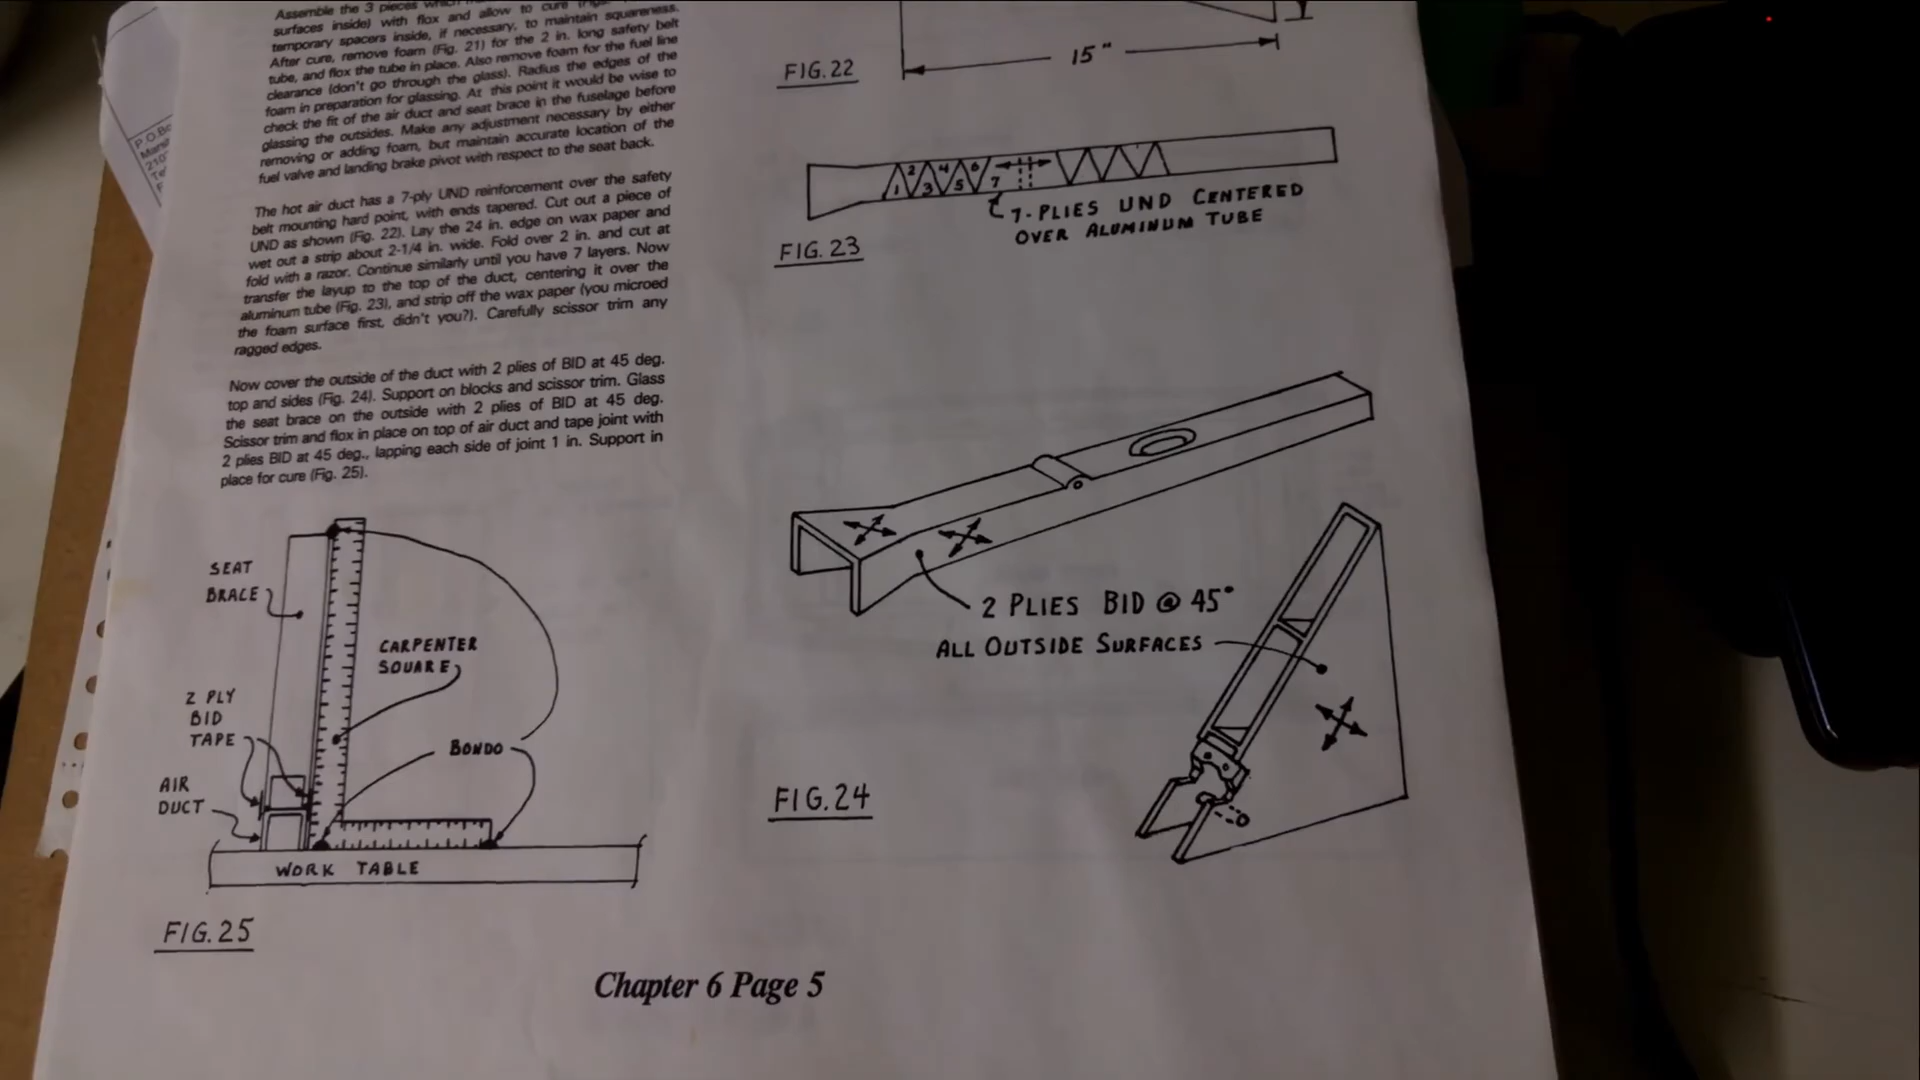 Assemble the 3 pieces
surfaces inside) with flox and allow to cure
temporary spacers inside, if necessary, to maintain squareness.
After cure, remove foam (Fig. 21) for the 2 in. long safety belt
tube, and flox the tube in place. Also remove foam for the fuel line
clearance (don't go through the glass). Radius the edges of the
foam in preparation for glassing. At this point it would be wise to
check the fit of the air duct and seat brace in the fuselage before
glassing the outsides. Make any adjustment necessary by either
removing or adding foam, but maintain accurate location of the
fuel valve and landing brake pivot with respect to the seat back.
The hot air duct has a 7-ply UND reinforcement over the safety
belt mounting hard point, with ends tapered. Cut out a piece of
UND as shown (Fig. 22). Lay the 24 in. edge on wax paper and
wet out a strip about 2-1/4 in. wide. Fold over 2 in. and cut at
fold with a razor. Continue similarly until you have 7 layers. Now
transfer the layup to the top of the duct, centering it over the
aluminum tube (Fig. 23), and strip off the wax paper (you microed
the foam surface first, didn't you?). Carefully scissor trim any
ragged edges.
Now cover the outside of the duct with 2 plies of BID at 45 deg.
top and sides (Fig. 24). Support on blocks and scissor trim. Glass
the seat brace on the outside with 2 plies of BID at 45 deg.
Scissor trim and flox in place on top of air duct and tape joint with
2 plies BID at 45 deg., lapping each side of joint 1 in. Support in
place for cure (Fig. 25).
SEAT
BRACE
CARPENTER
SQUARE
2 PLY
BID
TAPE
BONDO
AIR
DUCT
WORK TABLE
FIG. 25
15"
FIG. 22
1 2 3 4 5 6 7
7-PLIES UND CENTERED
OVER ALUMINUM TUBE
FIG. 23
2 PLIES BID @ 45°
ALL OUTSIDE SURFACES
FIG. 24
Chapter 6 Page 5
P.O.Bo